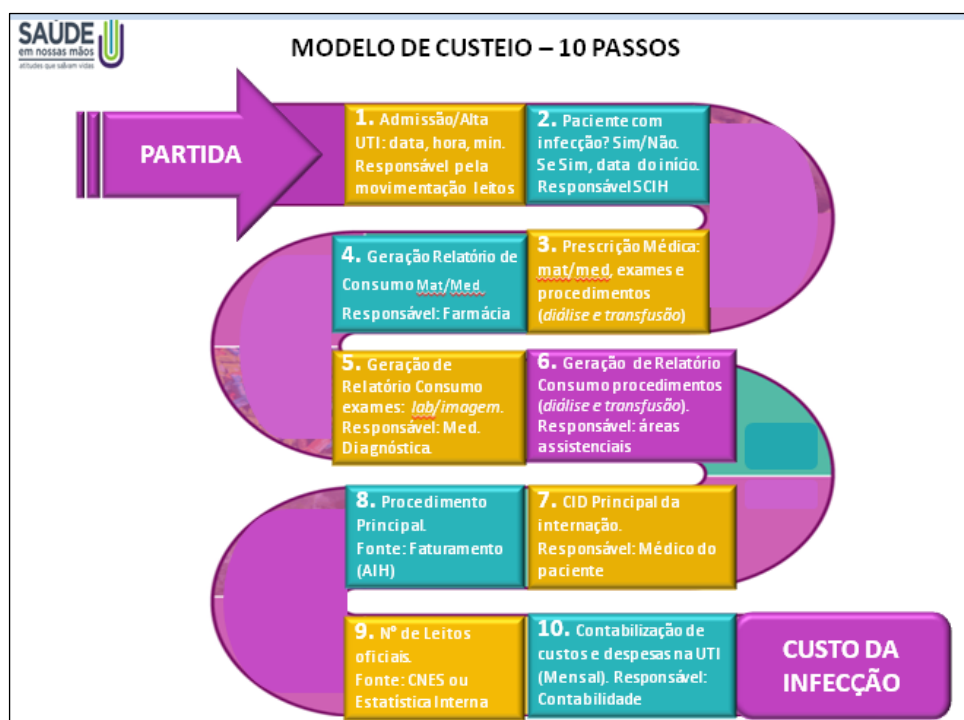 SAÚDE
em nossas mãos
atitudes que salvam vidas
MODELO DE CUSTEIO – 10 PASSOS
PARTIDA
1. Admissão/Alta
UTI: data, hora, min.
Responsável pela
movimentação leitos
2. Paciente com
infecção? Sim/Não.
Se Sim, data do início.
Responsável SCIH
3. Prescrição Médica:
mat/med, exames e
procedimentos
(diálise e transfusão)
4. Geração Relatório de
Consumo Mat/Med
Responsável: Farmácia
5. Geração de
Relatório Consumo
exames: lab/imagem.
Responsável: Med.
Diagnóstica.
6. Geração de Relatório
Consumo procedimentos
(diálise e transfusão).
Responsável: áreas
assistenciais
7. CID Principal da
internação.
Responsável: Médico do
paciente
8. Procedimento
Principal.
Fonte: Faturamento
(AIH)
9. N° de Leitos
oficiais.
Fonte: CNES ou
Estatística Interna
10. Contabilização de
custos e despesas na UTI
(Mensal). Responsável:
Contabilidade
CUSTO DA
INFECÇÃO